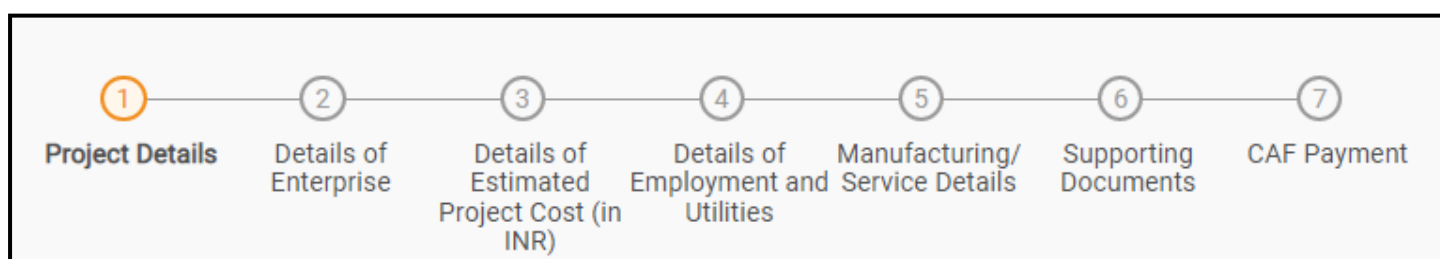 1
2
3
4
5
6
7
Project Details
Details of
Enterprise
Details of
Estimated
Project Cost (in
INR)
Details of
Employment and
Utilities
Manufacturing/
Service Details
Supporting
Documents
CAF Payment